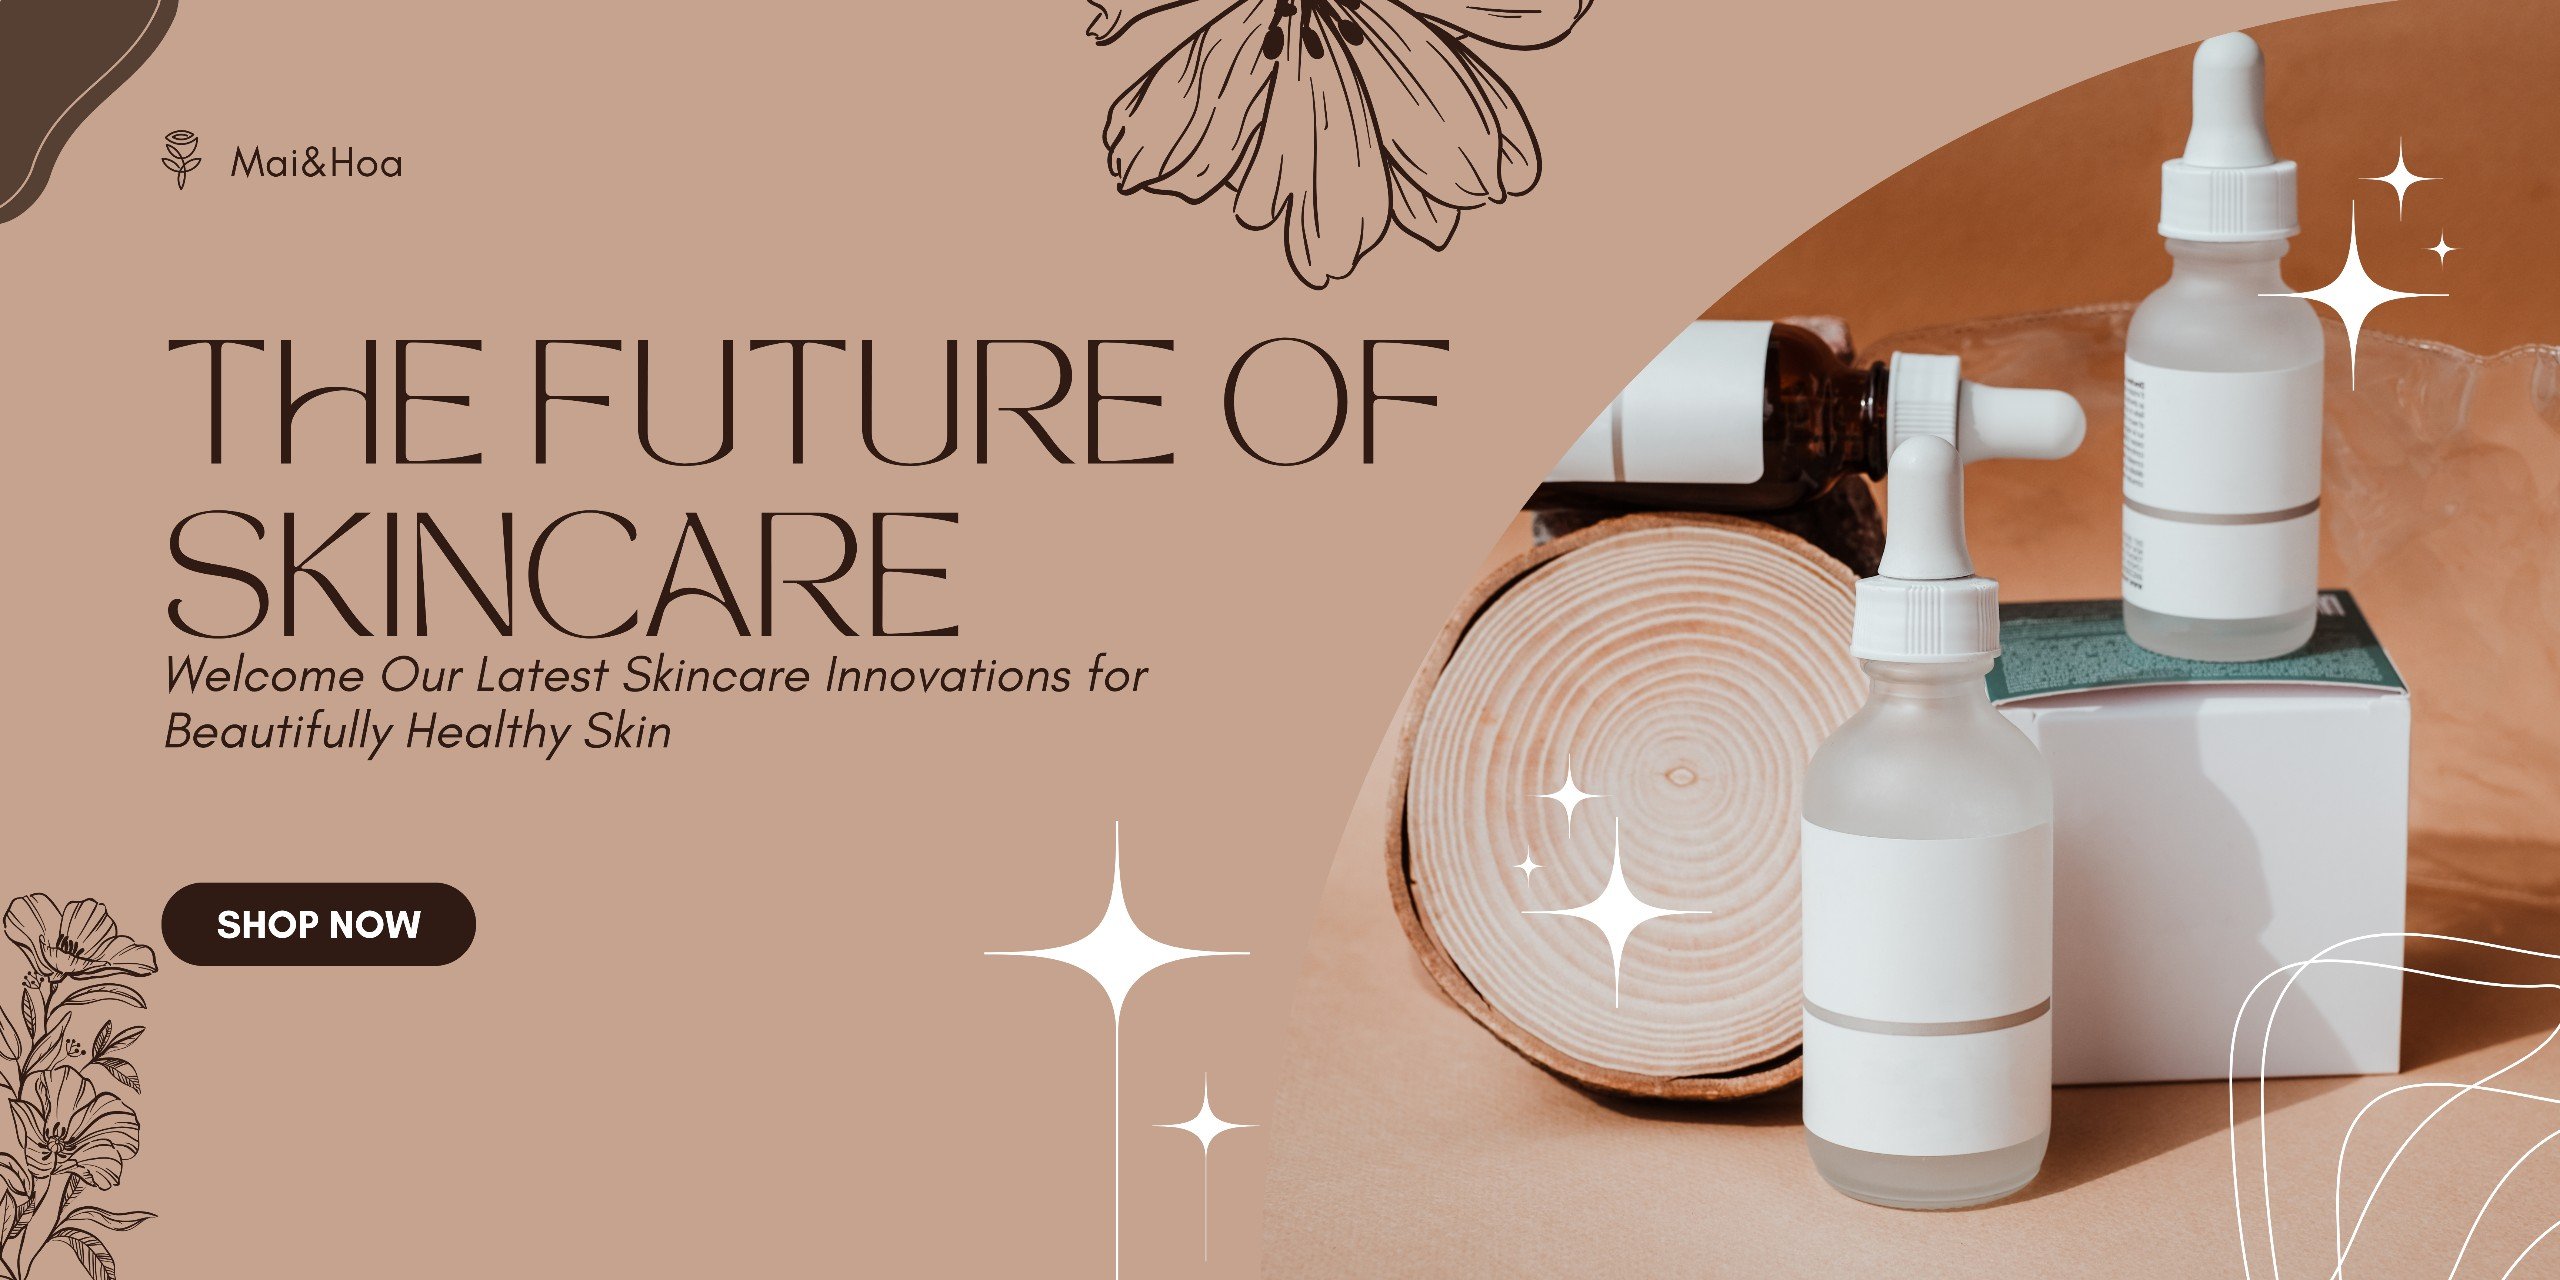 Mai&Hoa
THE FUTURE OF
SKINCARE
Welcome Our Latest Skincare Innovations for
Beautifully Healthy Skin
SHOP NOW